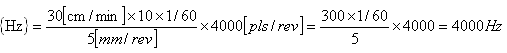 (Hz) = 30[cm/min]×10×1/60 / 5[mm/rev] × 4000[pls/rev] = 300×1/60 / 5 × 4000 = 4000Hz